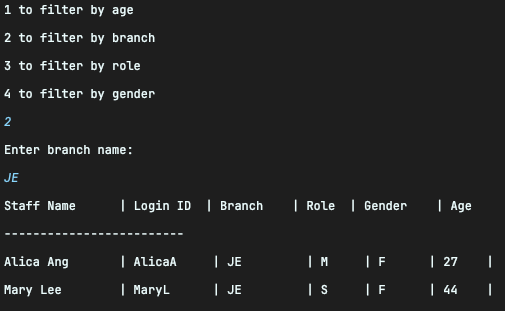 1 to filter by age
2 to filter by branch
3 to filter by role
4 to filter by gender
2
Enter branch name:
JE
Staff Name      | Login ID  | Branch    | Role  | Gender    | Age
-------------------------
Alica Ang       | AlicaA     | JE         | M     | F      | 27    |
Mary Lee        | MaryL      | JE         | S     | F      | 44    |